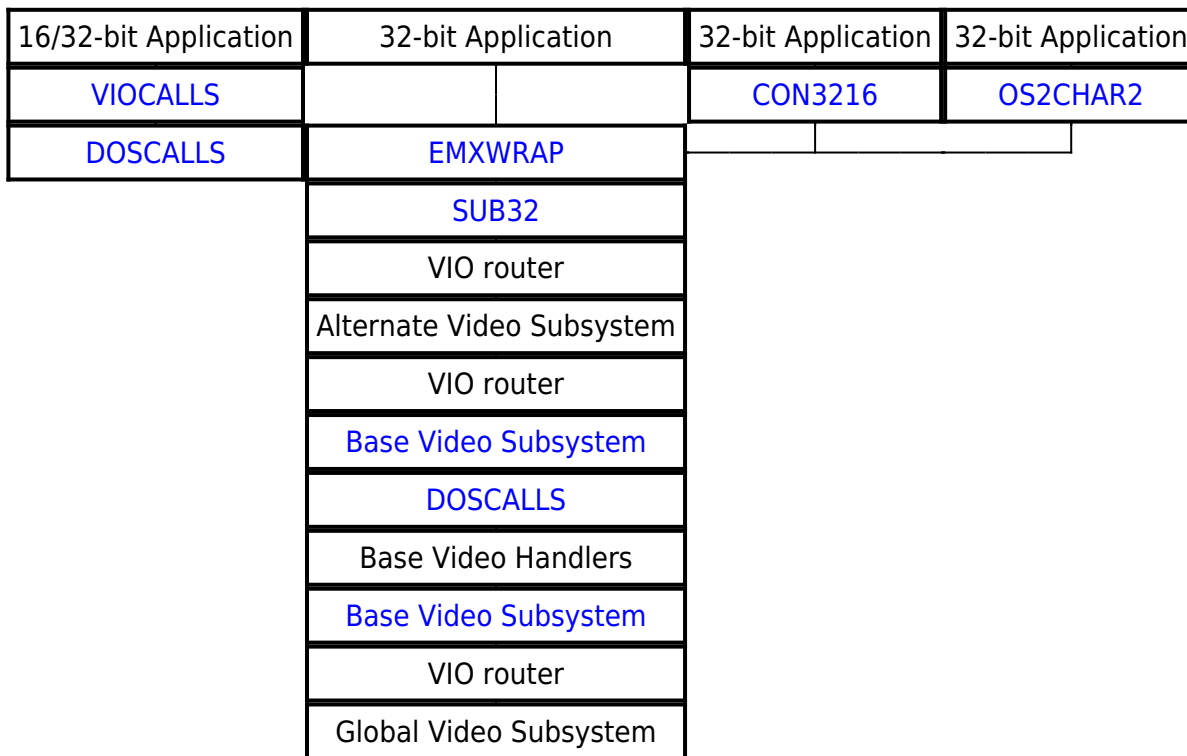 16/32-bit Application
32-bit Application
32-bit Application
32-bit Application
VIOCALLS
CON3216
OS2CHAR2
DOSCALLS
EMXWRAP
SUB32
VIO router
Alternate Video Subsystem
VIO router
Base Video Subsystem
DOSCALLS
Base Video Handlers
Base Video Subsystem
VIO router
Global Video Subsystem